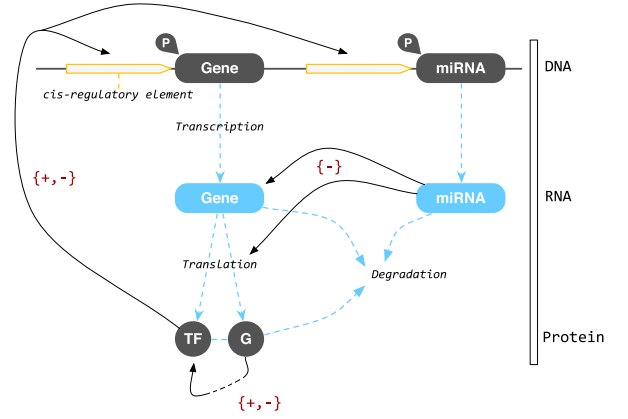 P
P
Gene
miRNA
DNA
cis-regulatory element
Transcription
{-}
{+,-}
Gene
miRNA
RNA
Translation
Degradation
TF
G
Protein
{+,-}